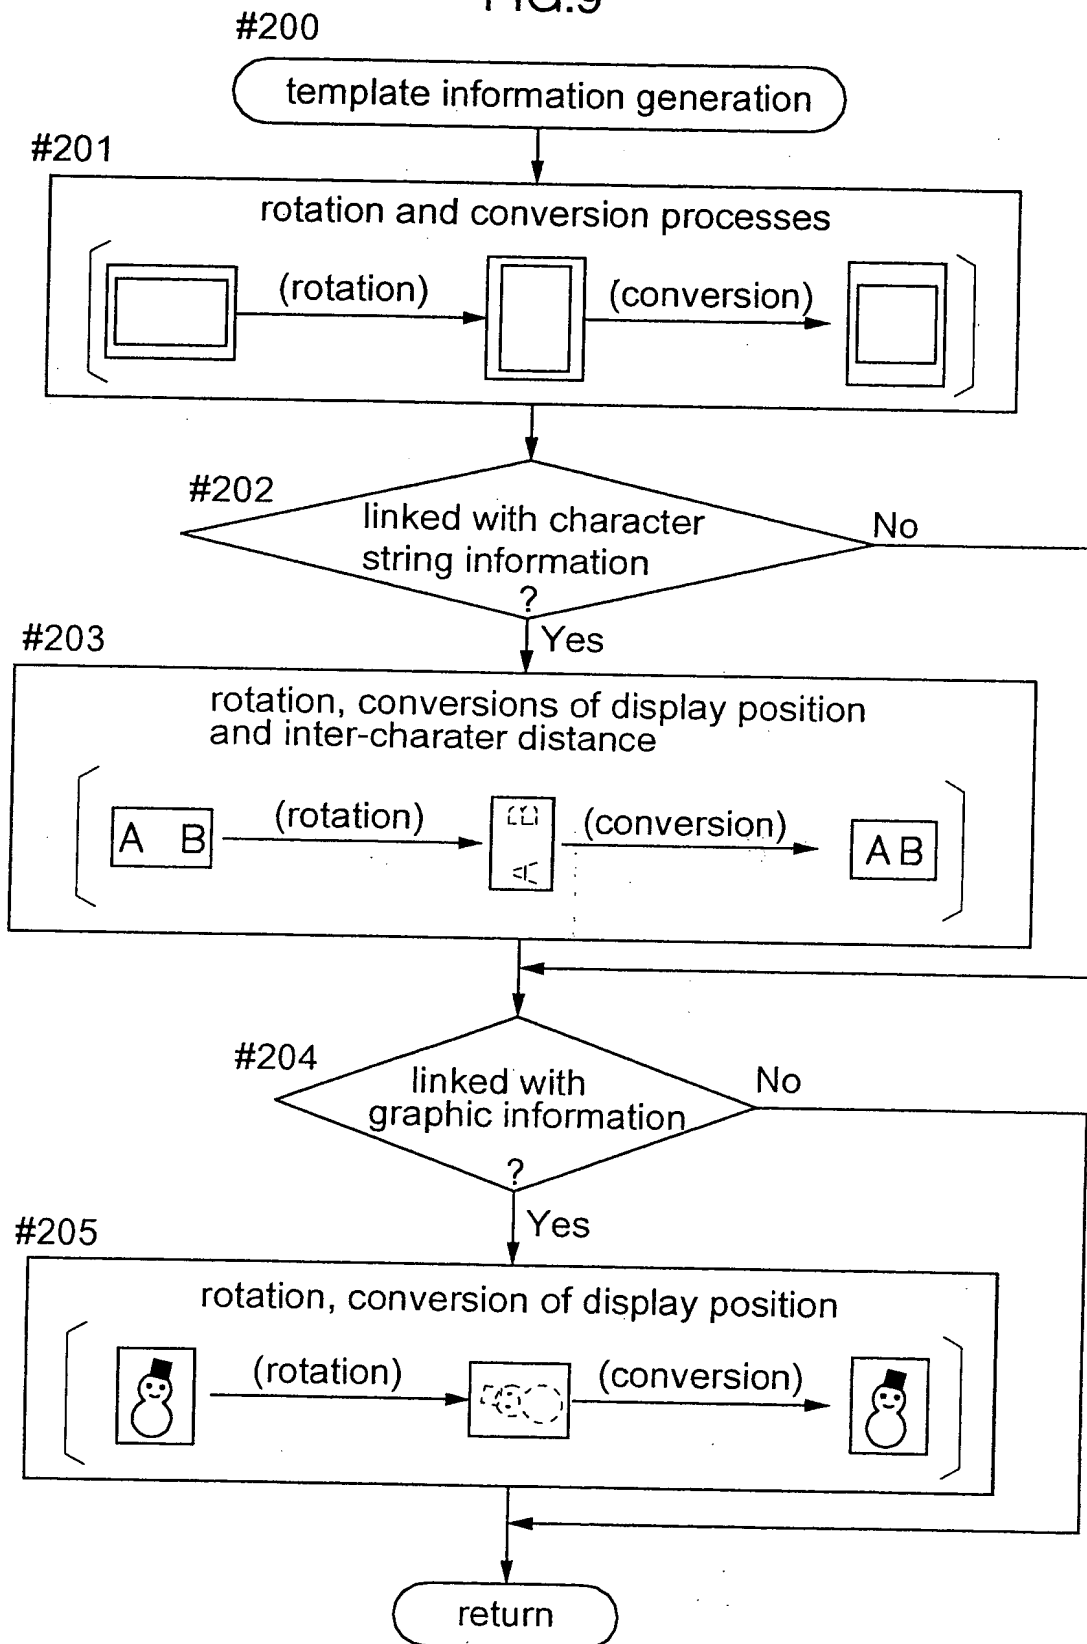 FIG.9
#200
template information generation
#201
rotation and conversion processes
(rotation)
(conversion)
#202
linked with character
string information
?
No
Yes
#203
rotation, conversions of display position
and inter-charater distance
A B
(rotation)
A B
(conversion)
A B
#204
linked with
graphic information
?
No
Yes
#205
rotation, conversion of display position
(rotation)
(conversion)
return